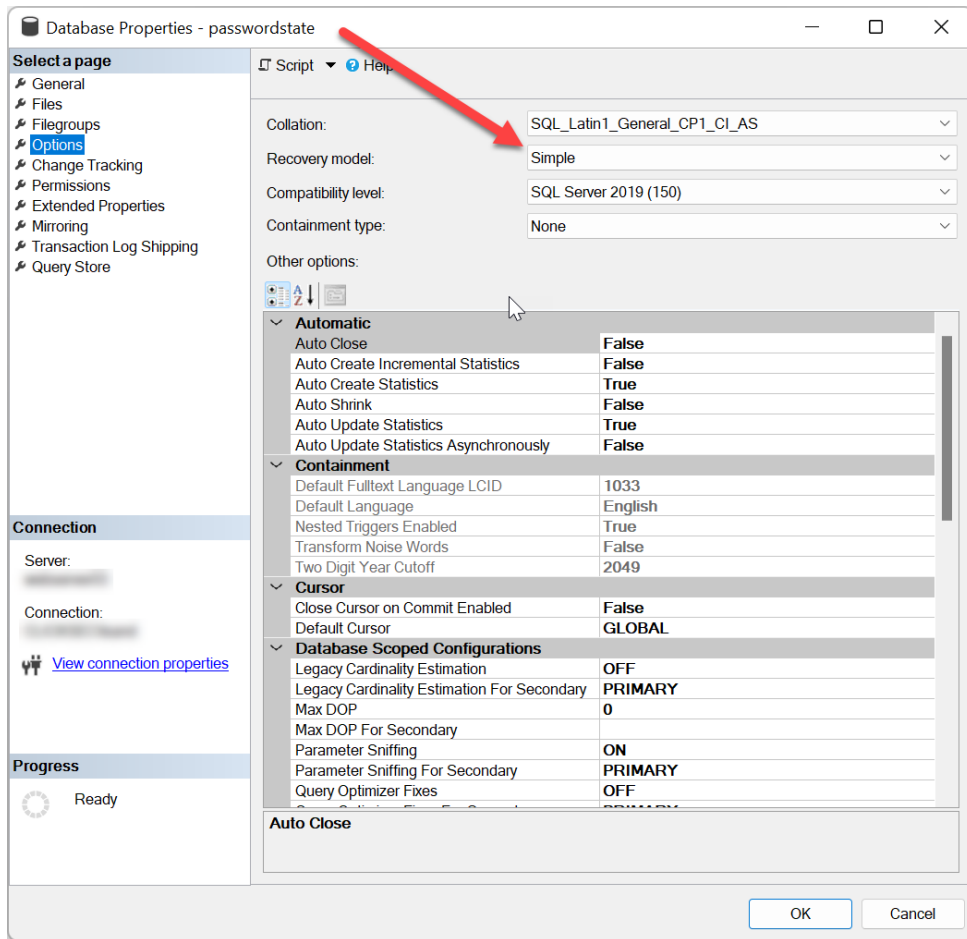 Database Properties - passwordstate
Select a page
General
Files
Filegroups
Options
Change Tracking
Permissions
Extended Properties
Mirroring
Transaction Log Shipping
Query Store
Connection
Server:
Connection:
View connection properties
Progress
Ready
Script Help
Collation: SQL_Latin1_General_CP1_CI_AS
Recovery model: Simple
Compatibility level: SQL Server 2019 (150)
Containment type: None
Other options:
Automatic
Auto Close False
Auto Create Incremental Statistics False
Auto Create Statistics True
Auto Shrink False
Auto Update Statistics True
Auto Update Statistics Asynchronously False
Containment
Default Fulltext Language LCID 1033
Default Language English
Nested Triggers Enabled True
Transform Noise Words False
Two Digit Year Cutoff 2049
Cursor
Close Cursor on Commit Enabled False
Default Cursor GLOBAL
Database Scoped Configurations
Legacy Cardinality Estimation OFF
Legacy Cardinality Estimation For Secondary PRIMARY
Max DOP 0
Max DOP For Secondary
Parameter Sniffing ON
Parameter Sniffing For Secondary PRIMARY
Query Optimizer Fixes OFF
Auto Close
OK Cancel